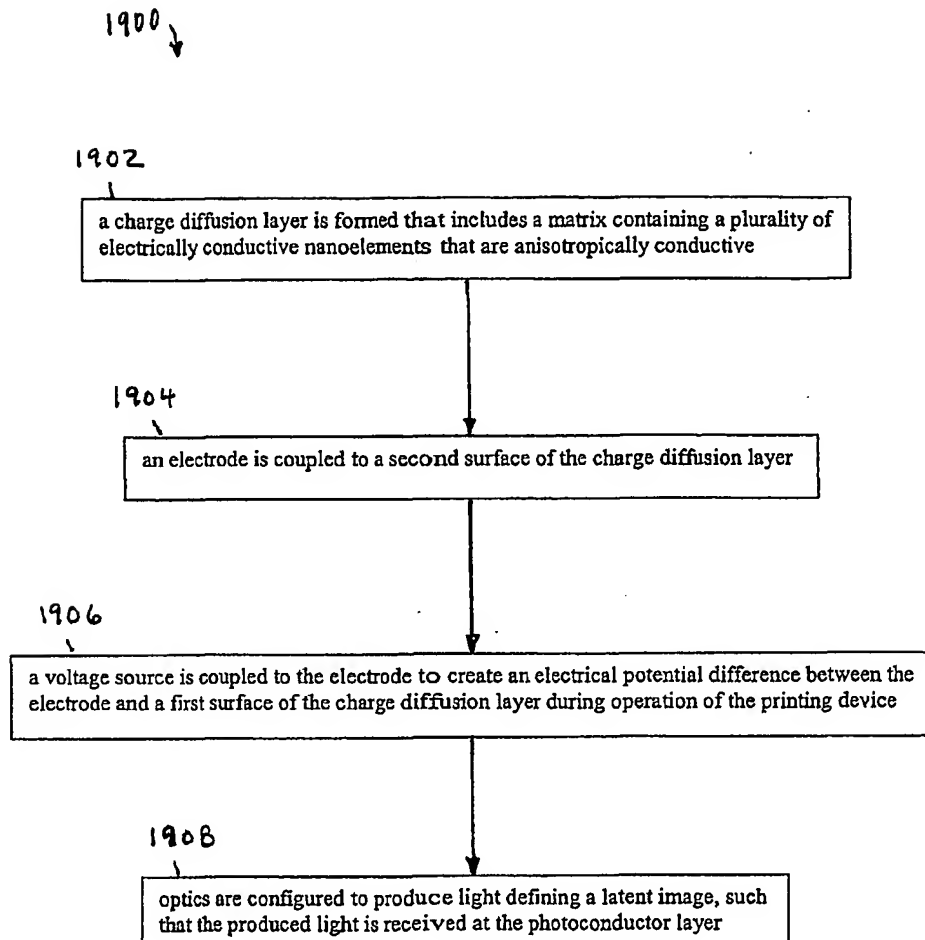 1900
1902
a charge diffusion layer is formed that includes a matrix containing a plurality of
electrically conductive nanoelements that are anisotropically conductive
1904
an electrode is coupled to a second surface of the charge diffusion layer
1906
a voltage source is coupled to the electrode to create an electrical potential difference between the
electrode and a first surface of the charge diffusion layer during operation of the printing device
1908
optics are configured to produce light defining a latent image, such
that the produced light is received at the photoconductor layer